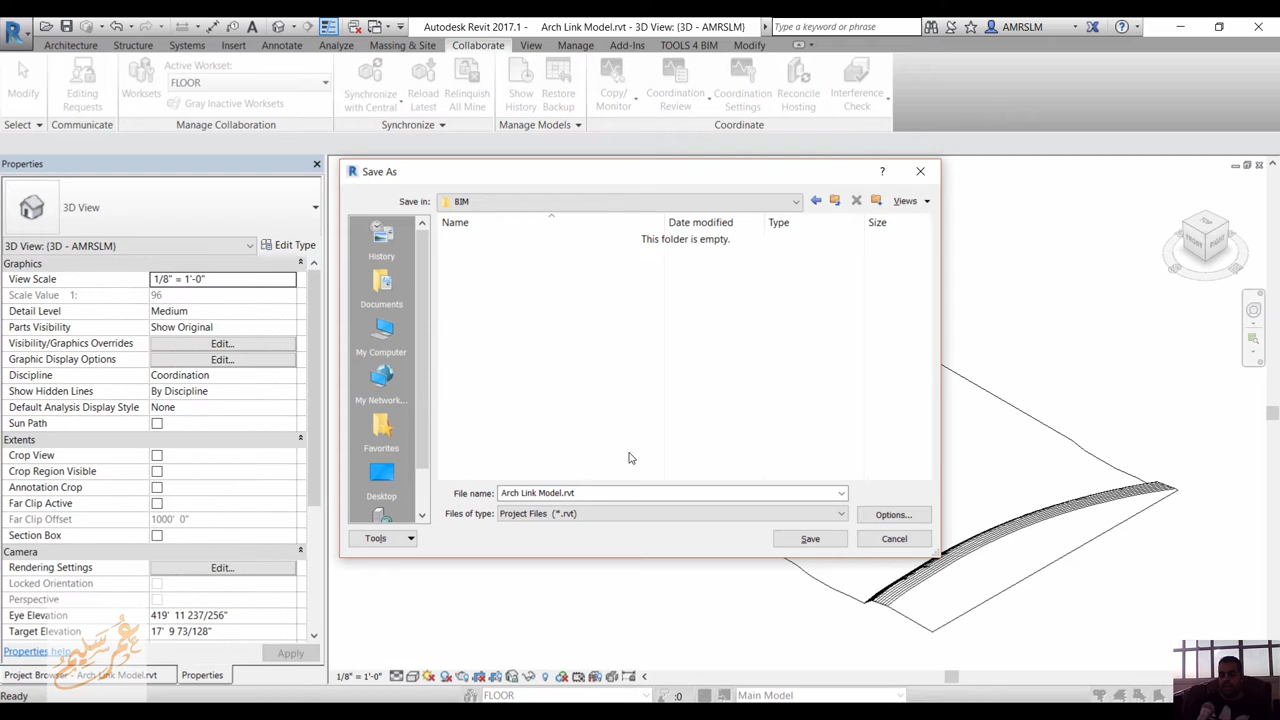 Autodesk Revit 2017.1 - Arch Link Model.rvt - 3D View: {3D - AMRSLM}
Type a keyword or phrase
AMRSLM
Architecture Structure Systems Insert Annotate Analyze Massing & Site Collaborate View Manage Add-Ins TOOLS 4 BIM Modify
Modify
Editing Requests
Worksets
Active Workset:
FLOOR
Gray Inactive Worksets
Synchronize with Central
Reload Latest
Relinquish All Mine
Show History
Restore Backup
Copy/ Monitor
Coordination Review
Coordination Settings
Reconcile Hosting
Interference Check
Select Communicate Manage Collaboration Synchronize Manage Models Coordinate
Properties
3D View
3D View: {3D - AMRSLM} Edit Type
Graphics
View Scale 1/8" = 1'-0"
Scale Value 1: 96
Detail Level Medium
Parts Visibility Show Original
Visibility/Graphics Overrides Edit...
Graphic Display Options Edit...
Discipline Coordination
Show Hidden Lines By Discipline
Default Analysis Display Style None
Sun Path
Extents
Crop View
Crop Region Visible
Annotation Crop
Far Clip Active
Far Clip Offset 1000' 0"
Section Box
Camera
Rendering Settings Edit...
Locked Orientation
Perspective
Eye Elevation 419' 11 237/256"
Target Elevation 17' 9 73/128"
Properties help Apply
Project Browser - Arch Link Model.rvt Properties
Ready
Save As
Save in: BIM Views
Name Date modified Type Size
This folder is empty.
History
Documents
My Computer
My Network...
Favorites
Desktop
File name: Arch Link Model.rvt
Files of type: Project Files (*.rvt) Options...
Tools Save Cancel
TOP
FRONT RIGHT
1/8" = 1'-0"
FLOOR :0 Main Model
عمر سليم